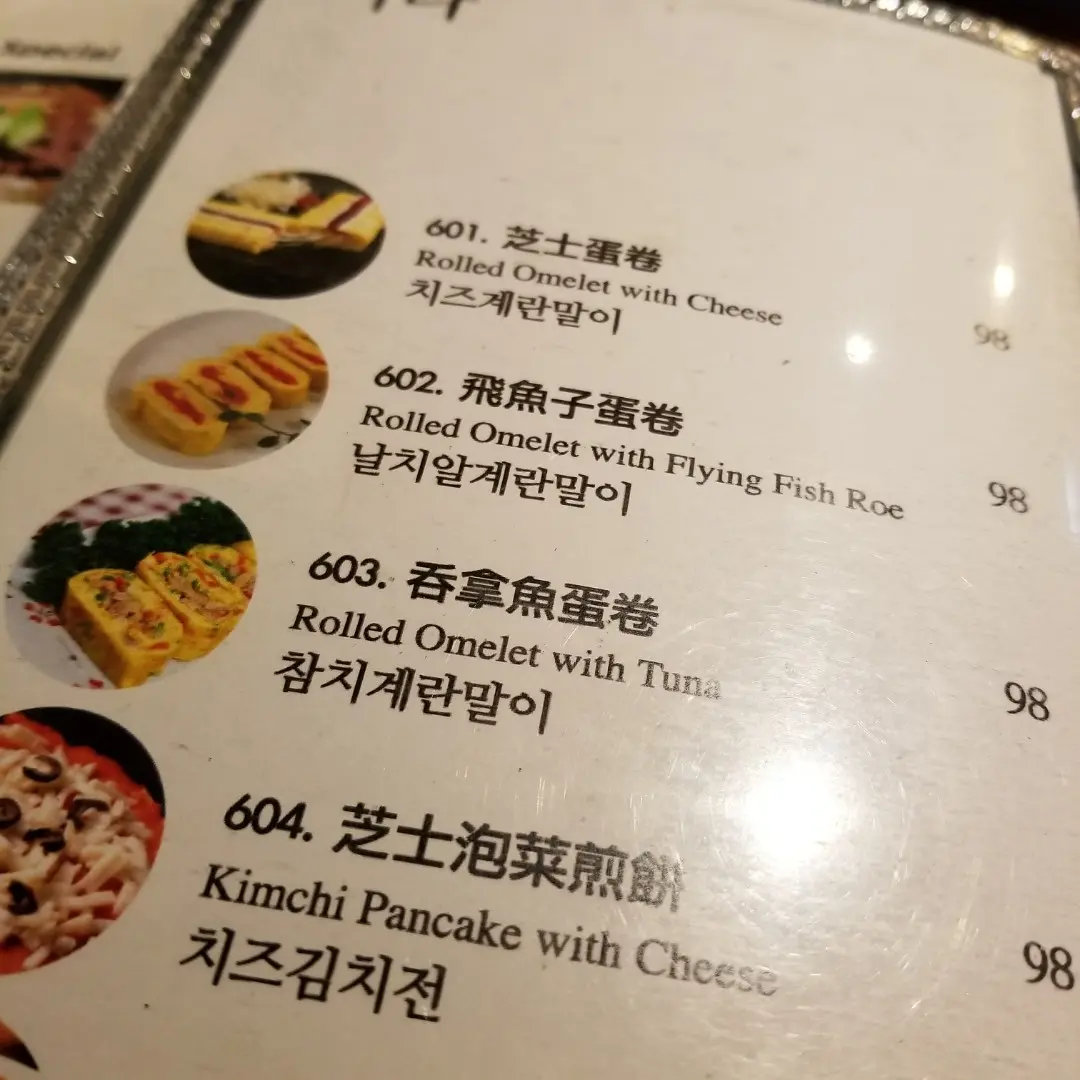 Special
601. 芝士蛋卷
Rolled Omelet with Cheese
치즈계란말이
98
602. 飛魚子蛋卷
Rolled Omelet with Flying Fish Roe
날치알계란말이
98
603. 吞拿魚蛋卷
Rolled Omelet with Tuna
참치계란말이
98
604. 芝士泡菜煎餅
Kimchi Pancake with Cheese
치즈김치전
98